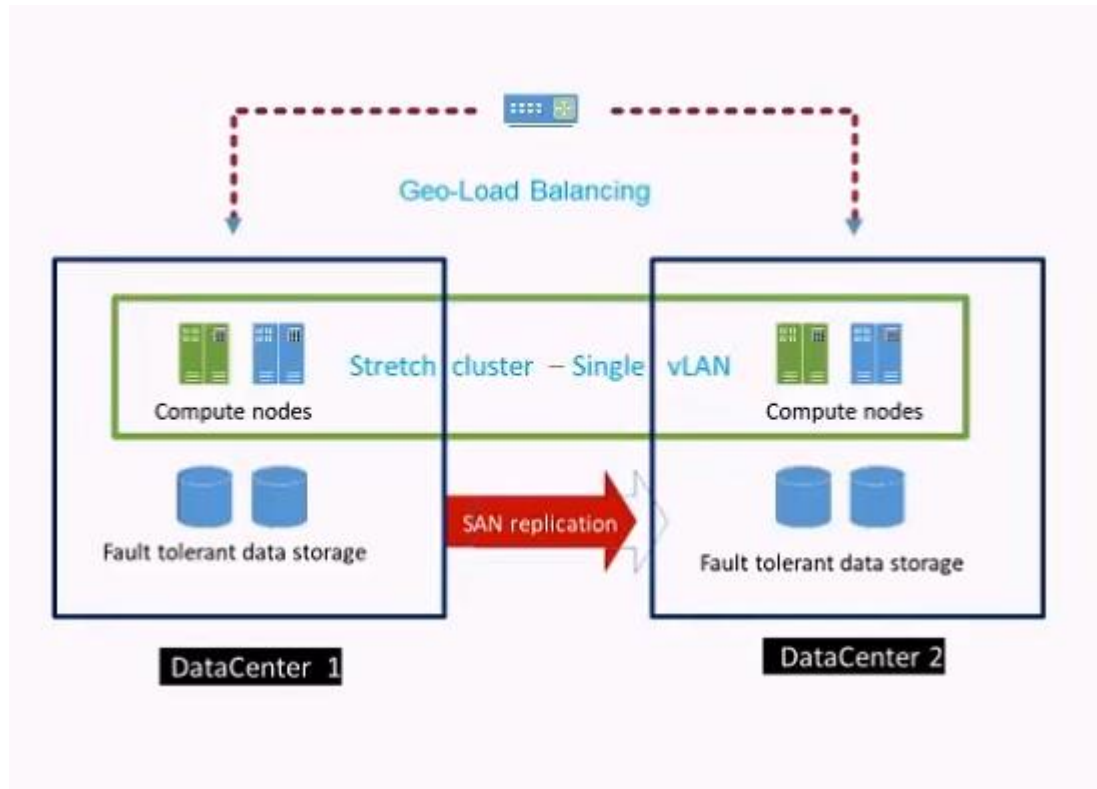 Geo-Load Balancing
Stretch cluster – Single vLAN
Compute nodes
Compute nodes
SAN replication
Fault tolerant data storage
Fault tolerant data storage
DataCenter 1
DataCenter 2